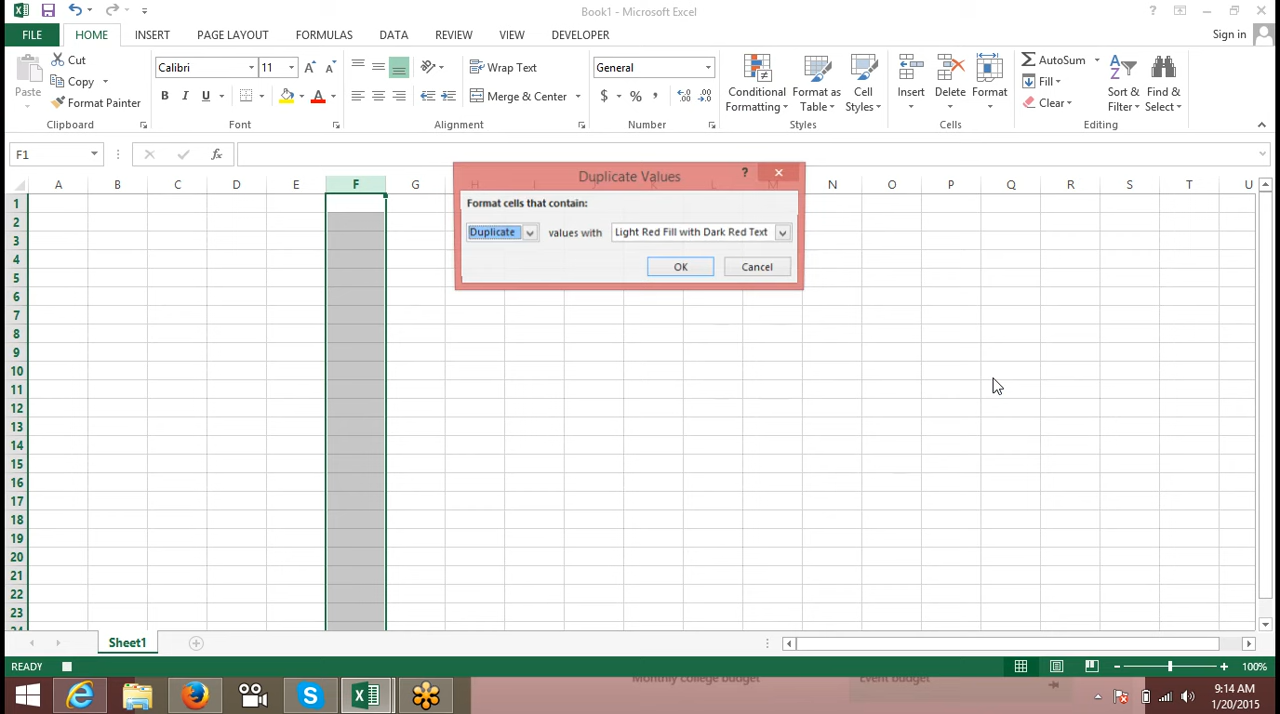 Book1 - Microsoft Excel
FILE HOME INSERT PAGE LAYOUT FORMULAS DATA REVIEW VIEW DEVELOPER Sign in
Cut
Copy
Format Painter
Paste
Clipboard
Calibri 11
B I U
Font
Wrap Text
Merge & Center
Alignment
General
$ % ,
Number
Conditional Formatting
Format as Table
Cell Styles
Styles
Insert Delete Format
Cells
AutoSum
Fill
Clear
Sort & Filter
Find & Select
Editing
F1 fx
A B C D E F G H I J K L M N O P Q R S T U
Duplicate Values
Format cells that contain:
Duplicate values with Light Red Fill with Dark Red Text
OK Cancel
1
2
3
4
5
6
7
8
9
10
11
12
13
14
15
16
17
18
19
20
21
22
23
24
Sheet1
READY 100%
Monthly college budget Event budget
9:14 AM
1/20/2015